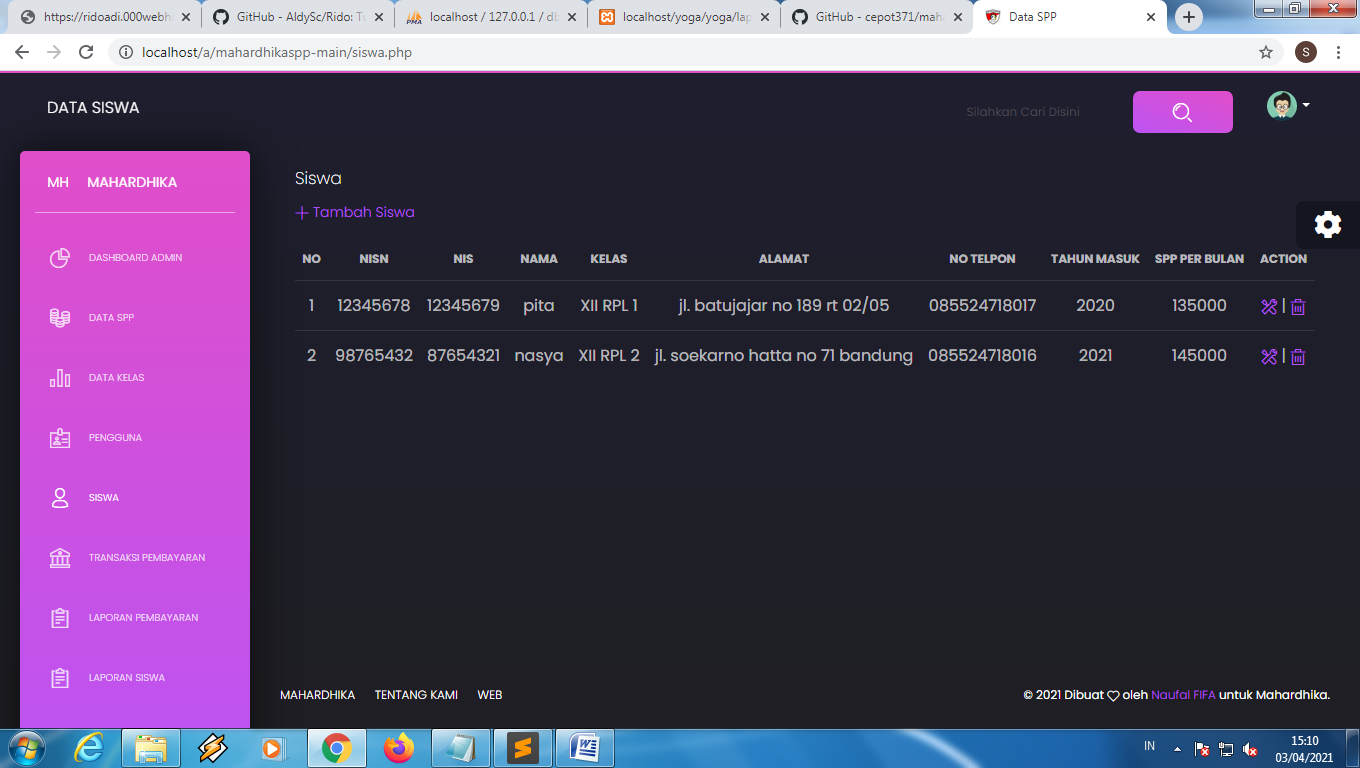 https://ridoadi.000webh
GitHub - AldySc/Rido: Tu
localhost / 127.0.0.1 / db
localhost/yoga/yoga/lap
GitHub - cepot371/maha
Data SPP
localhost/a/mahardhikaspp-main/siswa.php
S
DATA SISWA
Silahkan Cari Disini
MH MAHARDHIKA
DASHBOARD ADMIN
DATA SPP
DATA KELAS
PENGGUNA
SISWA
TRANSAKSI PEMBAYARAN
LAPORAN PEMBAYARAN
LAPORAN SISWA
Siswa
Tambah Siswa
NO NISN NIS NAMA KELAS ALAMAT NO TELPON TAHUN MASUK SPP PER BULAN ACTION
1 12345678 12345679 pita XII RPL 1 jl. batujajar no 189 rt 02/05 085524718017 2020 135000 |
2 98765432 87654321 nasya XII RPL 2 jl. soekarno hatta no 71 bandung 085524718016 2021 145000 |
MAHARDHIKA TENTANG KAMI WEB
© 2021 Dibuat oleh Naufal FIFA untuk Mahardhika.
IN
15:10
03/04/2021